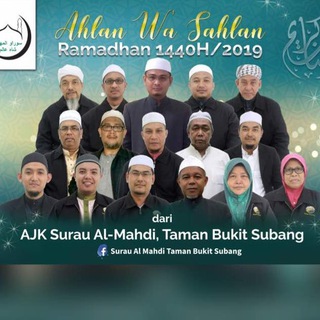 Ahlan Wa Sahlan
Ramadhan 1440H/2019
dari
AJK Surau Al-Mahdi, Taman Bukit Subang
Surau Al Mahdi Taman Bukit Subang